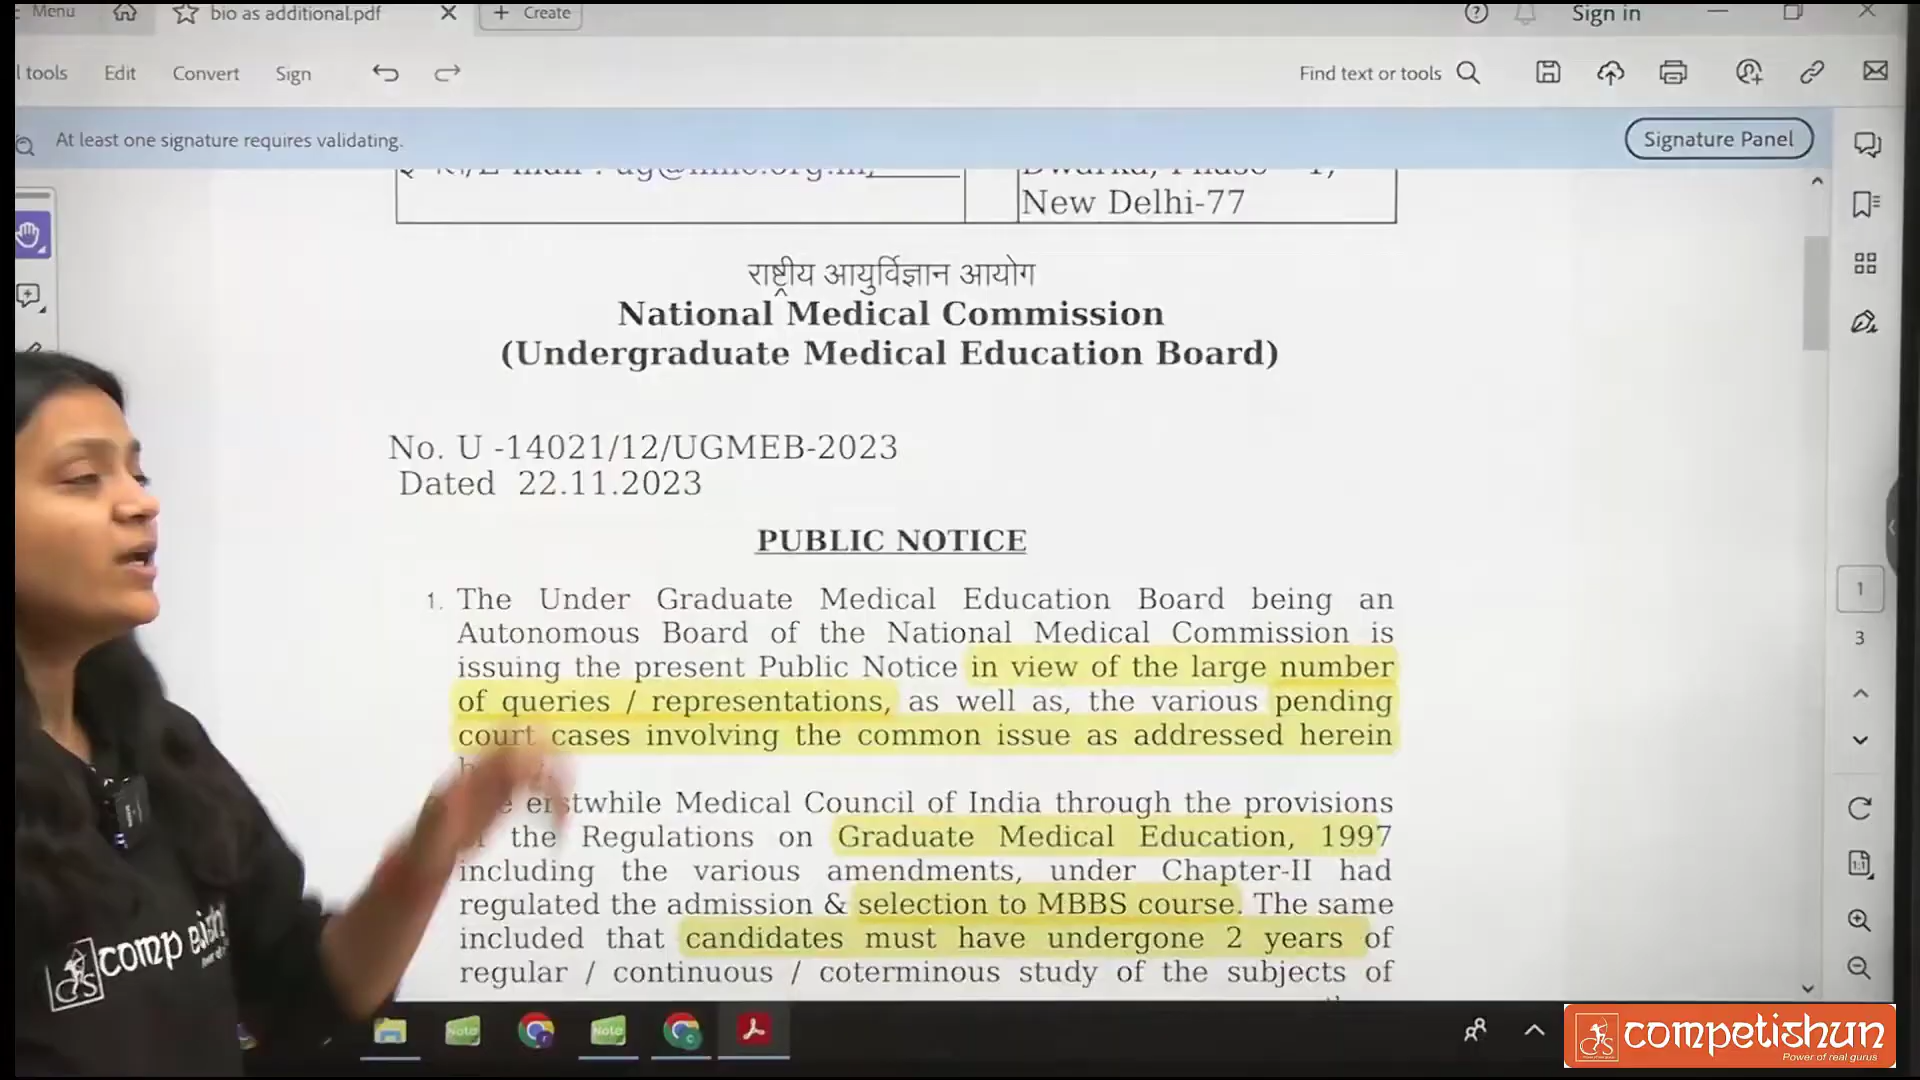 Menu
bio as additional.pdf
+ Create
Sign in
l tools
Edit
Convert
Sign
Find text or tools
At least one signature requires validating.
Signature Panel
New Delhi-77
राष्ट्रीय आयुर्विज्ञान आयोग
National Medical Commission
(Undergraduate Medical Education Board)
No. U -14021/12/UGMEB-2023
Dated 22.11.2023
PUBLIC NOTICE
1. The Under Graduate Medical Education Board being an
Autonomous Board of the National Medical Commission is
issuing the present Public Notice in view of the large number
of queries / representations, as well as, the various pending
court cases involving the common issue as addressed herein
erstwhile Medical Council of India through the provisions
the Regulations on Graduate Medical Education, 1997
including the various amendments, under Chapter-II had
regulated the admission & selection to MBBS course. The same
included that candidates must have undergone 2 years of
regular / continuous / coterminous study of the subjects of
1
3
1:1
Note
Note
competishun
CS
competishun
Power of real gurus